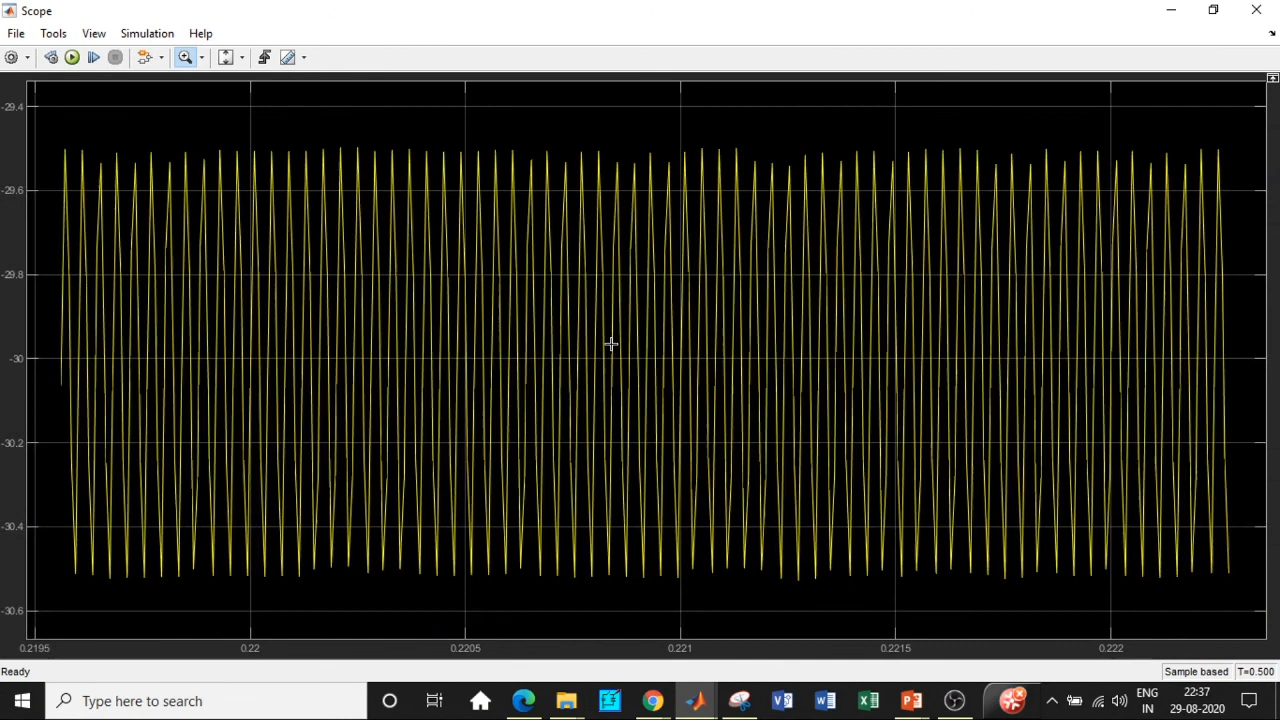 Scope
File Tools View Simulation Help
-29.4
-29.6
-29.8
-30
-30.2
-30.4
-30.6
0.2195 0.22 0.2205 0.221 0.2215 0.222
Ready
Sample based T=0.500
Type here to search
ENG
IN
22:37
29-08-2020